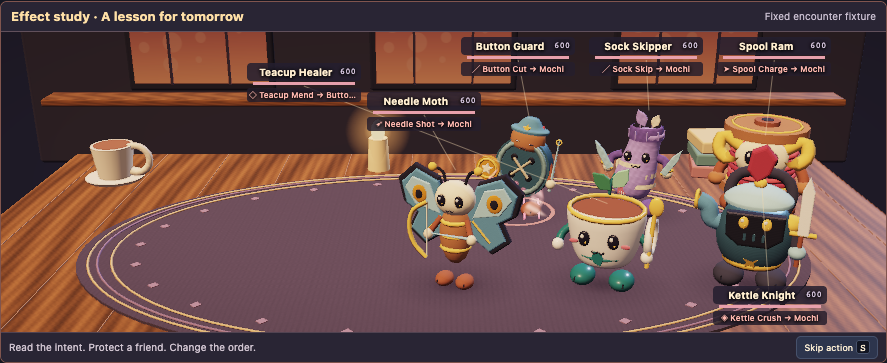 Effect study · A lesson for tomorrow
Fixed encounter fixture
Button Guard 600
Button Cut → Mochi
Sock Skipper 600
Sock Skip → Mochi
Spool Ram 600
Spool Charge → Mochi
Teacup Healer 600
Teacup Mend → Butto...
Needle Moth 600
Needle Shot → Mochi
Kettle Knight 600
Kettle Crush → Mochi
Read the intent. Protect a friend. Change the order.
Skip action S